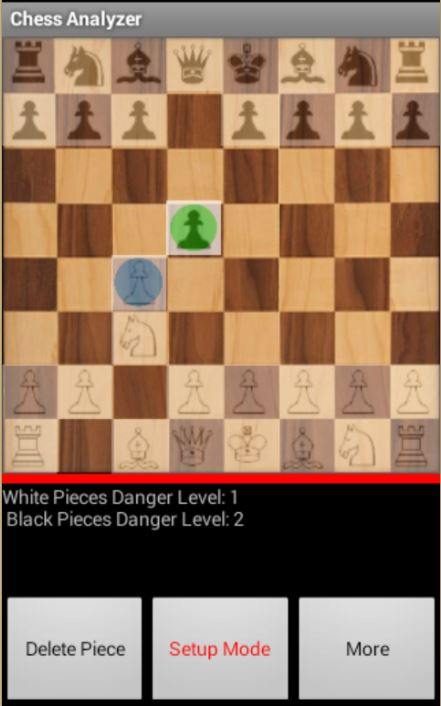 Chess Analyzer
White Pieces Danger Level: 1
Black Pieces Danger Level: 2
Delete Piece
Setup Mode
More